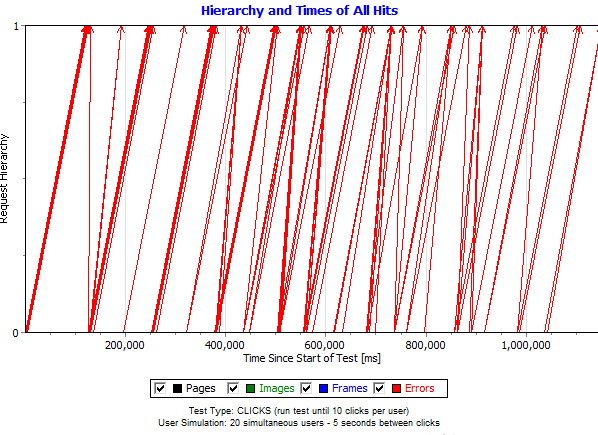 Hierarchy and Times of All Hits
1
Request Hierarchy
0
200,000 400,000 600,000 800,000 1,000,000
Time Since Start of Test [ms]
Pages Images Frames Errors
Test Type: CLICKS (run test until 10 clicks per user)
User Simulation: 20 simultaneous users - 5 seconds between clicks